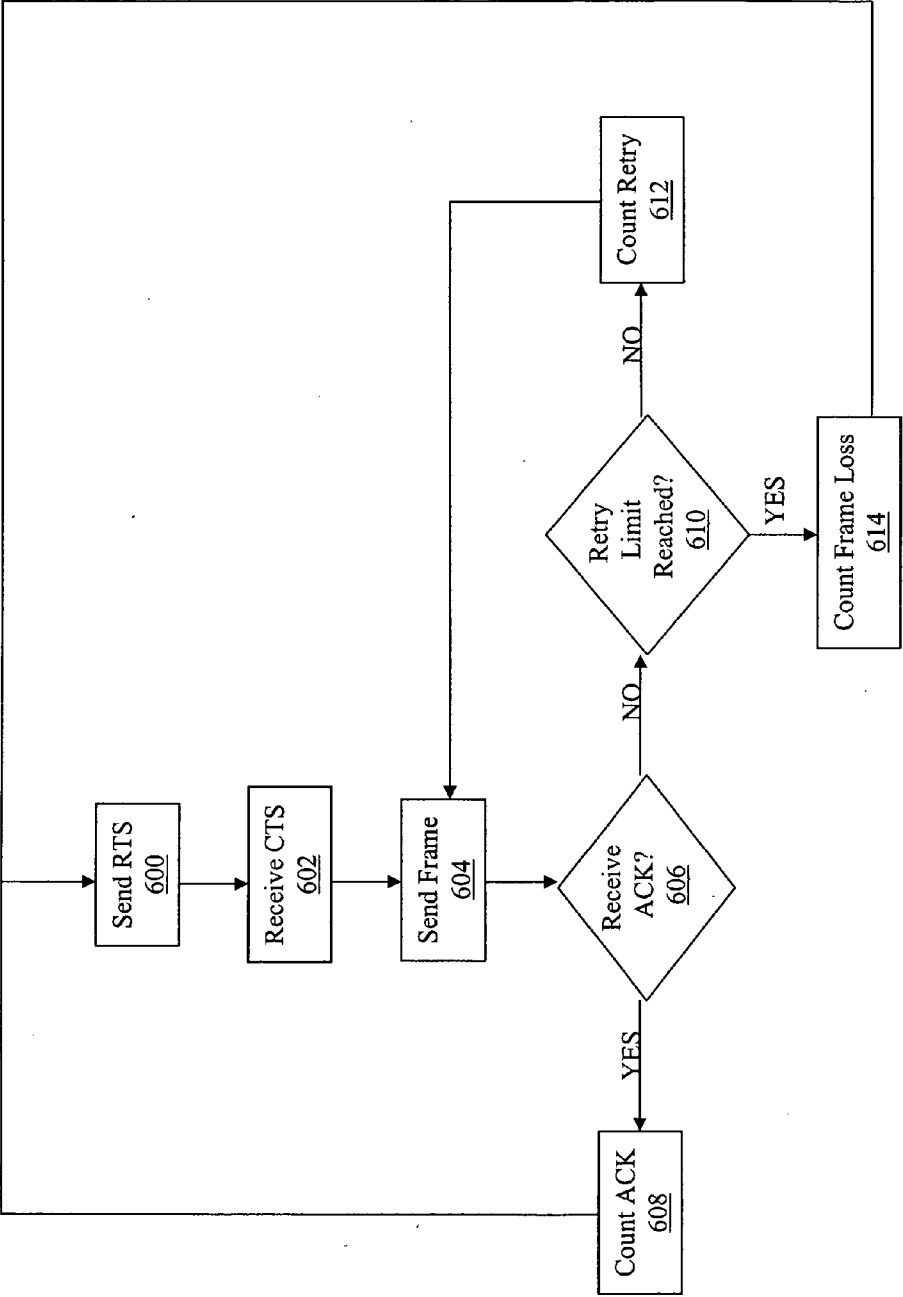 Send RTS
600
Receive CTS
602
Send Frame
604
Receive
ACK?
606
YES
NO
Count ACK
608
Retry
Limit
Reached?
610
NO
YES
Count Retry
612
Count Frame Loss
614